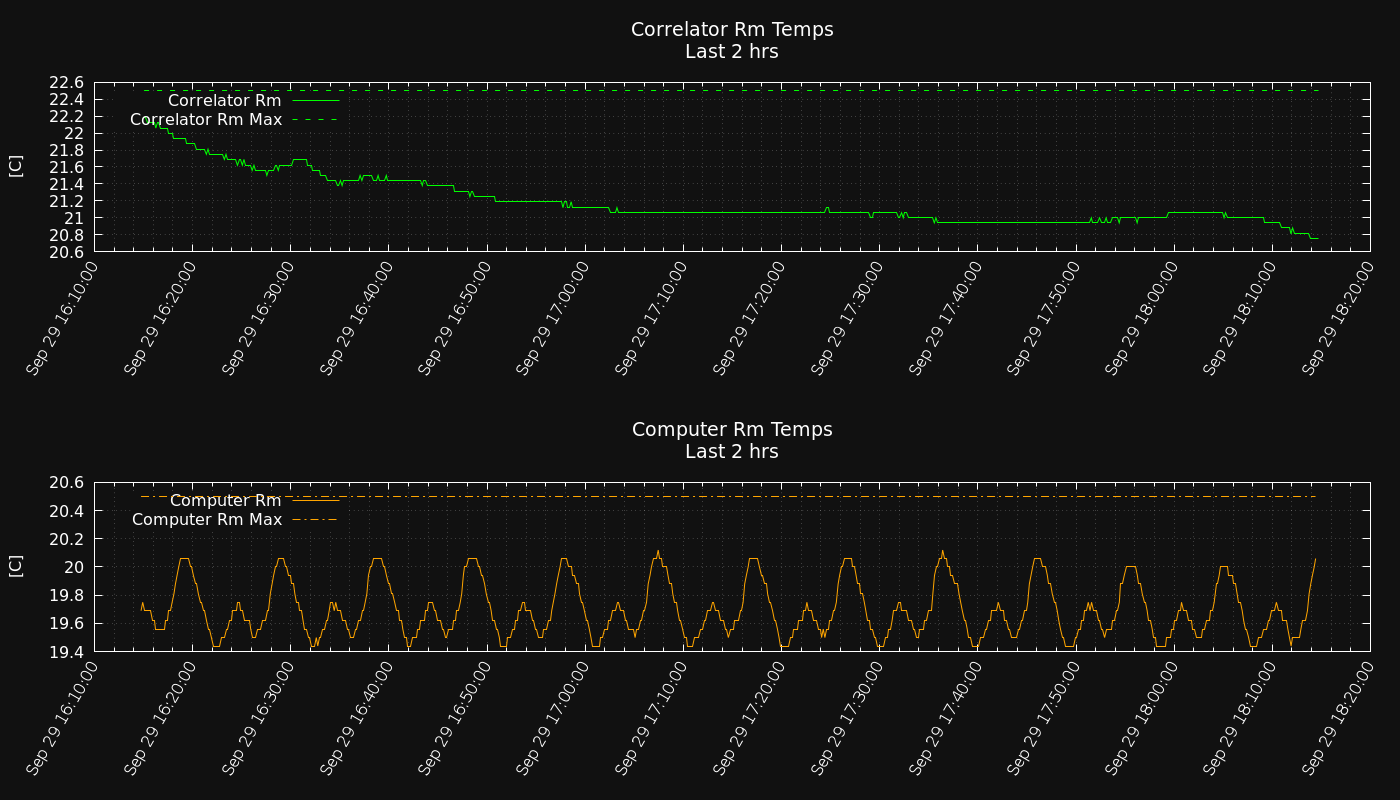 Correlator Rm Temps
Last 2 hrs
22.6
22.4
22.2
22
21.8
21.6
21.4
21.2
21
20.8
20.6
[C]
Correlator Rm
Correlator Rm Max
Sep 29 16:10:00
Sep 29 16:20:00
Sep 29 16:30:00
Sep 29 16:40:00
Sep 29 16:50:00
Sep 29 17:00:00
Sep 29 17:10:00
Sep 29 17:20:00
Sep 29 17:30:00
Sep 29 17:40:00
Sep 29 17:50:00
Sep 29 18:00:00
Sep 29 18:10:00
Sep 29 18:20:00
Computer Rm Temps
Last 2 hrs
20.6
20.4
20.2
20
19.8
19.6
19.4
[C]
Computer Rm
Computer Rm Max
Sep 29 16:10:00
Sep 29 16:20:00
Sep 29 16:30:00
Sep 29 16:40:00
Sep 29 16:50:00
Sep 29 17:00:00
Sep 29 17:10:00
Sep 29 17:20:00
Sep 29 17:30:00
Sep 29 17:40:00
Sep 29 17:50:00
Sep 29 18:00:00
Sep 29 18:10:00
Sep 29 18:20:00